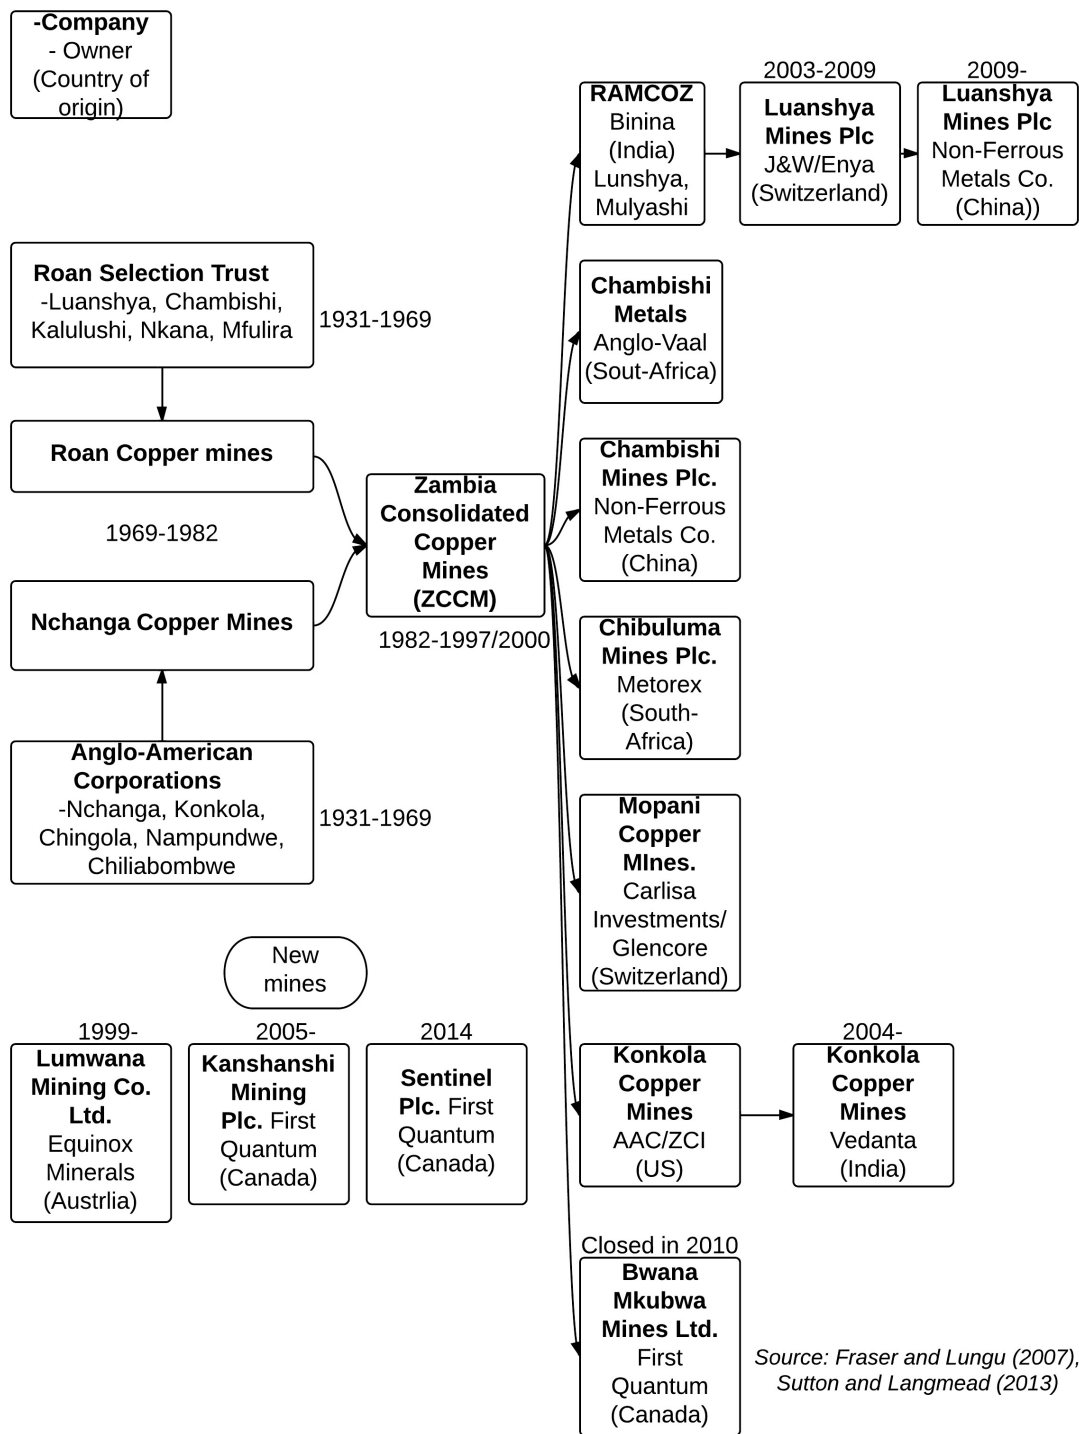 -Company
- Owner
(Country of
origin)
2003-2009
2009-
RAMCOZ
Binina
(India)
Lunshya,
Mulyashi
Luanshya
Mines Plc
J&W/Enya
(Switzerland)
Luanshya
Mines Plc
Non-Ferrous
Metals Co.
(China))
Roan Selection Trust
-Luanshya, Chambishi,
Kalulushi, Nkana, Mfulira
1931-1969
Chambishi
Metals
Anglo-Vaal
(Sout-Africa)
Roan Copper mines
1969-1982
Nchanga Copper Mines
Zambia
Consolidated
Copper
Mines
(ZCCM)
1982-1997/2000
Chambishi
Mines Plc.
Non-Ferrous
Metals Co.
(China)
Chibuluma
Mines Plc.
Metorex
(South-
Africa)
Anglo-American
Corporations
-Nchanga, Konkola,
Chingola, Nampundwe,
Chiliabombwe
1931-1969
Mopani
Copper
MInes.
Carlisa
Investments/
Glencore
(Switzerland)
New
mines
1999-
Lumwana
Mining Co.
Ltd.
Equinox
Minerals
(Austrlia)
2005-
Kanshanshi
Mining
Plc. First
Quantum
(Canada)
2014
Sentinel
Plc. First
Quantum
(Canada)
Konkola
Copper
Mines
AAC/ZCI
(US)
2004-
Konkola
Copper
Mines
Vedanta
(India)
Closed in 2010
Bwana
Mkubwa
Mines Ltd.
First
Quantum
(Canada)
Source: Fraser and Lungu (2007),
Sutton and Langmead (2013)